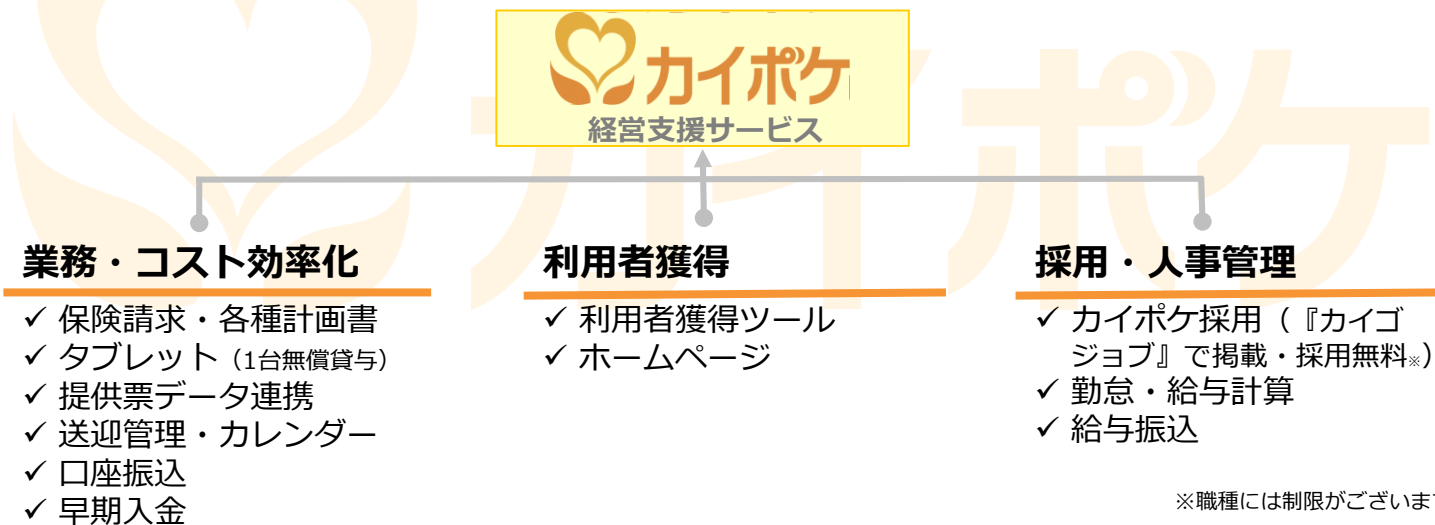 カイポケ
経営支援サービス
業務・コスト効率化
✓ 保険請求・各種計画書
✓ タブレット（1台無償貸与）
✓ 提供票データ連携
✓ 送迎管理・カレンダー
✓ 口座振込
✓ 早期入金
利用者獲得
✓ 利用者獲得ツール
✓ ホームページ
採用・人事管理
✓ カイポケ採用（『カイゴ
ジョブ』で掲載・採用無料※）
✓ 勤怠・給与計算
✓ 給与振込
※職種には制限がございます
カイポケ